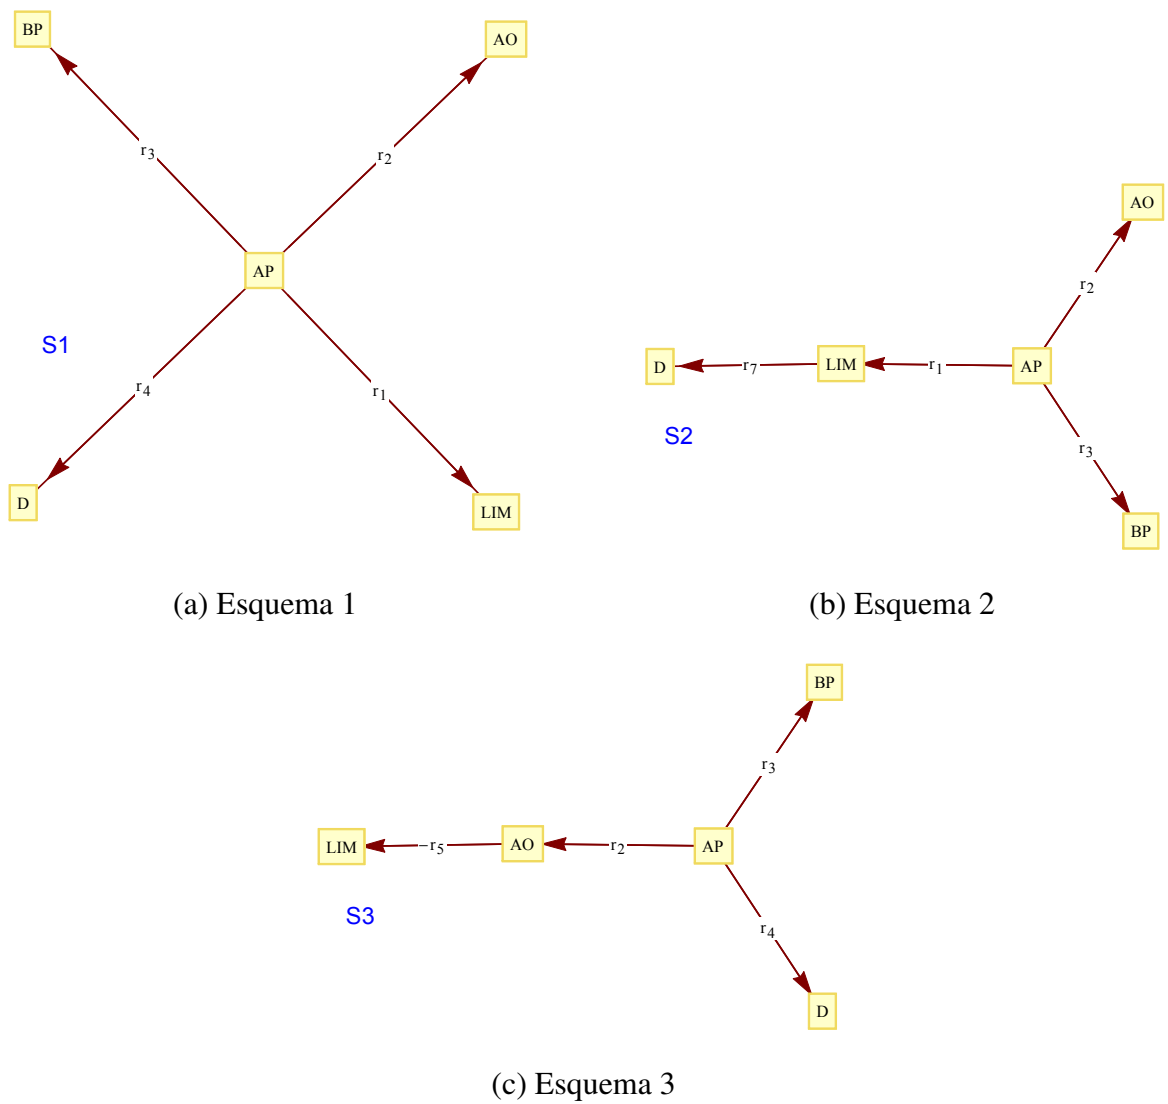 BP
AO
r3
r2
AP
S1
r4
r1
D
LIM
(a) Esquema 1
AO
r2
D
r7
LIM
r1
AP
S2
r3
BP
(b) Esquema 2
BP
r3
LIM
−r5
AO
r2
AP
S3
r4
D
(c) Esquema 3